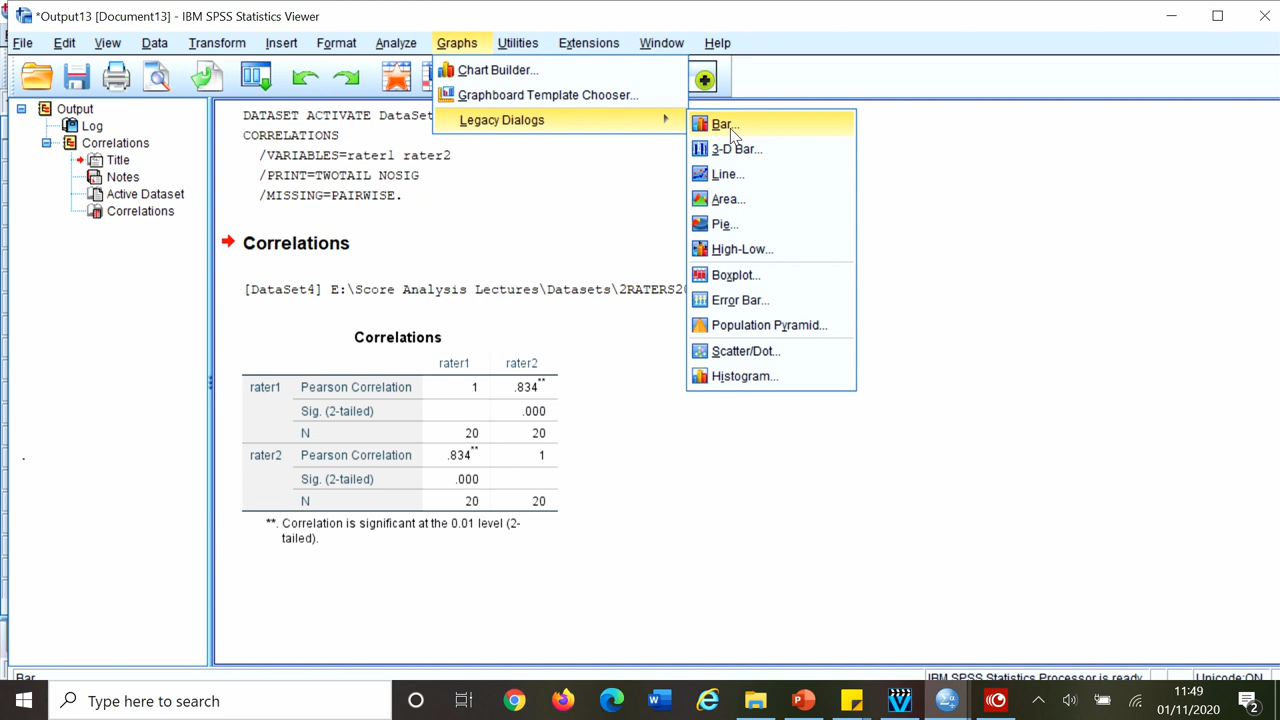 *Output13 [Document13] - IBM SPSS Statistics Viewer
File Edit View Data Transform Insert Format Analyze Graphs Utilities Extensions Window Help
Chart Builder...
Graphboard Template Chooser...
Legacy Dialogs
Bar...
3-D Bar...
Line...
Area...
Pie...
High-Low...
Boxplot...
Error Bar...
Population Pyramid...
Scatter/Dot...
Histogram...
Output
Log
Correlations
Title
Notes
Active Dataset
Correlations
DATASET ACTIVATE DataSet
CORRELATIONS
/VARIABLES=rater1 rater2
/PRINT=TWOTAIL NOSIG
/MISSING=PAIRWISE.
Correlations
[DataSet4] E:\Score Analysis Lectures\Datasets\2RATERS20
Correlations
rater1 rater2
rater1 Pearson Correlation 1 .834**
Sig. (2-tailed) .000
N 20 20
rater2 Pearson Correlation .834** 1
Sig. (2-tailed) .000
N 20 20
**. Correlation is significant at the 0.01 level (2-
tailed).
Bar
IBM SPSS Statistics Processor is ready Unicode:ON
Type here to search
11:49
01/11/2020
2